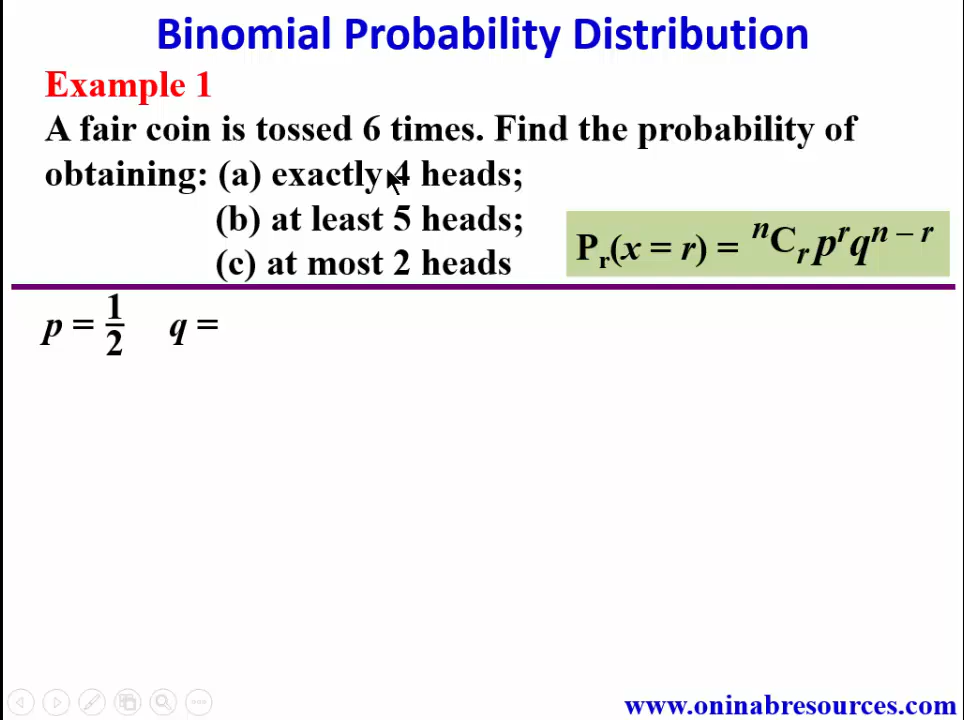 Binomial Probability Distribution
Example 1
A fair coin is tossed 6 times. Find the probability of
obtaining: (a) exactly 4 heads;
(b) at least 5 heads;
(c) at most 2 heads
Pᵣ(x = r) = ⁿCᵣ pʳqⁿ⁻ʳ
p = 1/2 q =
www.oninabresources.com